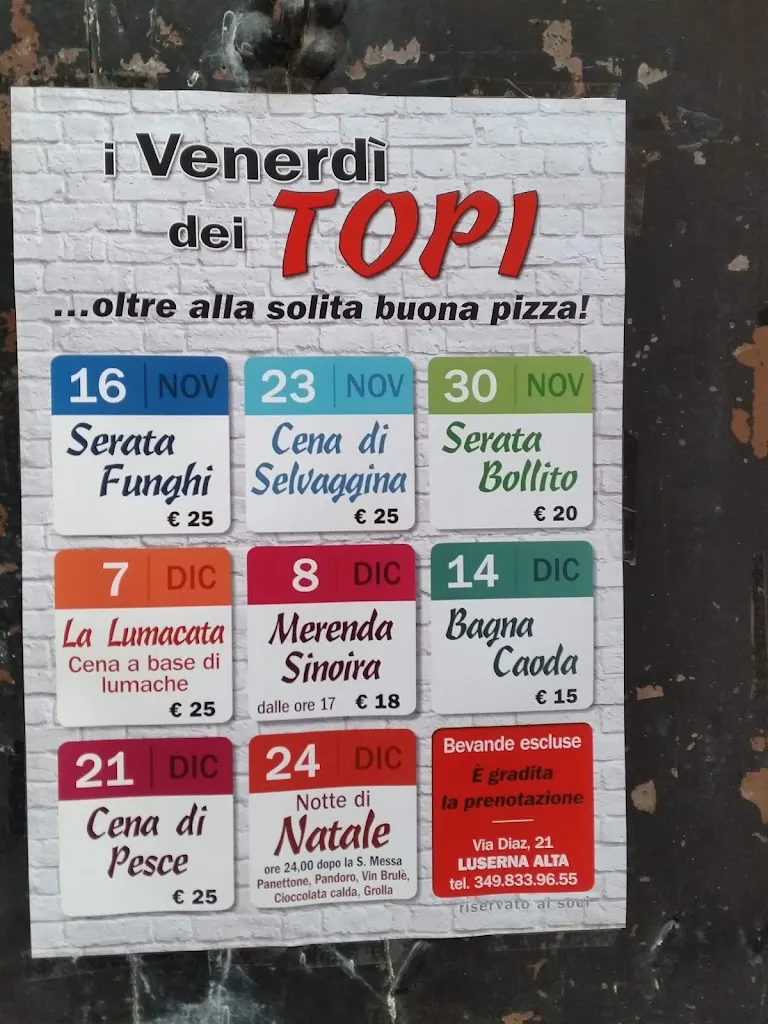 i Venerdì
dei TOPI
...oltre alla solita buona pizza!
16 NOV
Serata
Funghi
€ 25
23 NOV
Cena di
Selvaggina
€ 25
30 NOV
Serata
Bollito
€ 20
7 DIC
La Lumacata
Cena a base di
lumache
€ 25
8 DIC
Merenda
Sinoira
dalle ore 17 € 18
14 DIC
Bagna
Caoda
€ 15
21 DIC
Cena di
Pesce
€ 25
24 DIC
Notte di
Natale
ore 24,00 dopo la S. Messa
Panettone, Pandoro, Vin Brulè,
Cioccolata calda, Grolla
Bevande escluse
È gradita
la prenotazione
Via Diaz, 21
LUSERNA ALTA
tel. 349.833.96.55
riservato ai soci